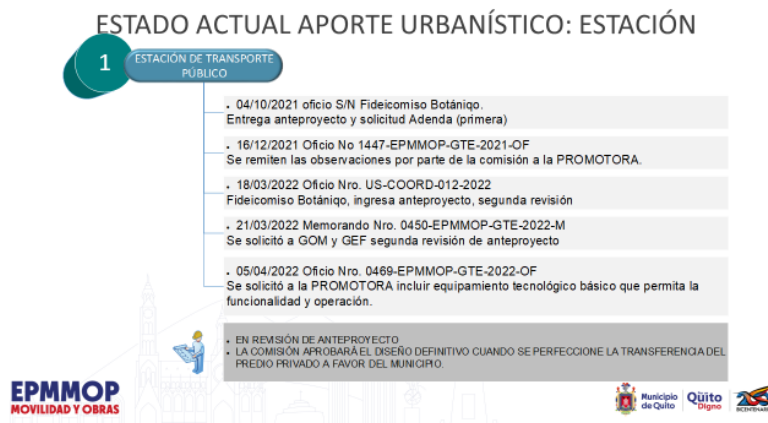 ESTADO ACTUAL APORTE URBANÍSTICO: ESTACIÓN
1
ESTACIÓN DE TRANSPORTE
PÚBLICO
• 04/10/2021 oficio S/N Fideicomiso Botániqo.
Entrega anteproyecto y solicitud Adenda (primera)
• 16/12/2021 Oficio No 1447-EPMMOP-GTE-2021-OF
Se remiten las observaciones por parte de la comisión a la PROMOTORA.
• 18/03/2022 Oficio Nro. US-COORD-012-2022
Fideicomiso Botániqo, ingresa anteproyecto, segunda revisión
• 21/03/2022 Memorando Nro. 0450-EPMMOP-GTE-2022-M
Se solicitó a GOM y GEF segunda revisión de anteproyecto
• 05/04/2022 Oficio Nro. 0469-EPMMOP-GTE-2022-OF
Se solicitó a la PROMOTORA incluir equipamiento tecnológico básico que permita la
funcionalidad y operación.
• EN REVISIÓN DE ANTEPROYECTO
• LA COMISIÓN APROBARÁ EL DISEÑO DEFINITIVO CUANDO SE PERFECCIONE LA TRANSFERENCIA DEL
PREDIO PRIVADO A FAVOR DEL MUNICIPIO.
EPMMOP
MOVILIDAD Y OBRAS
Municipio
de Quito
Quito
Digno
BICENTENARIO